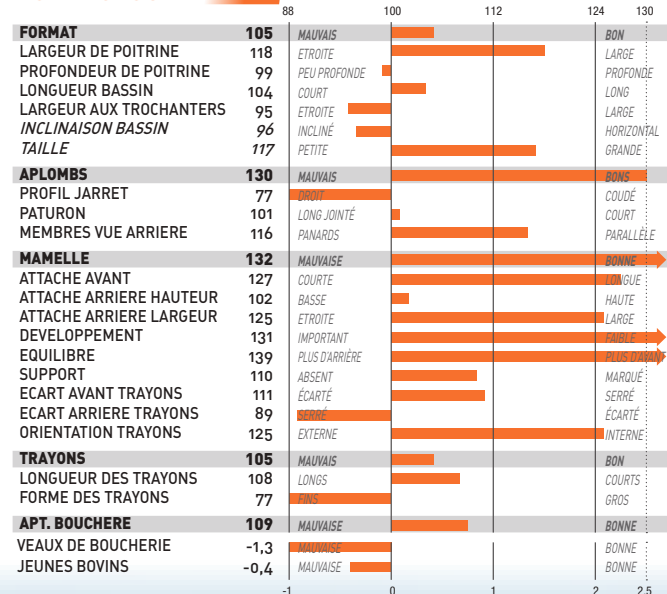 88 100 112 124 130
FORMAT 105 MAUVAIS BON
LARGEUR DE POITRINE 118 ETROITE LARGE
PROFONDEUR DE POITRINE 99 PEU PROFONDE PROFONDE
LONGUEUR BASSIN 104 COURT LONG
LARGEUR AUX TROCHANTERS 95 ETROITE LARGE
INCLINAISON BASSIN 96 INCLINÉ HORIZONTAL
TAILLE 117 PETITE GRANDE
APLOMBS 130 MAUVAIS BONS
PROFIL JARRET 77 DROIT COUDÉ
PATURON 101 LONG JOINTÉ COURT
MEMBRES VUE ARRIERE 116 PANARDS PARALLÈLE
MAMELLE 132 MAUVAISE BONNE
ATTACHE AVANT 127 COURTE LONGUE
ATTACHE ARRIERE HAUTEUR 102 BASSE HAUTE
ATTACHE ARRIERE LARGEUR 125 ETROITE LARGE
DEVELOPPEMENT 131 IMPORTANT FAIBLE
EQUILIBRE 139 PLUS D'ARRIÈRE PLUS D'AVANT
SUPPORT 110 ABSENT MARQUÉ
ECART AVANT TRAYONS 111 ÉCARTÉ SERRÉ
ECART ARRIERE TRAYONS 89 SERRÉ ÉCARTÉ
ORIENTATION TRAYONS 125 EXTERNE INTERNE
TRAYONS 105 MAUVAIS BON
LONGUEUR DES TRAYONS 108 LONGS COURTS
FORME DES TRAYONS 77 FINS GROS
APT. BOUCHERE 109 MAUVAISE BONNE
VEAUX DE BOUCHERIE -1,3 MAUVAISE BONNE
JEUNES BOVINS -0,4 MAUVAISE BONNE
-1 0 1 2 2.5